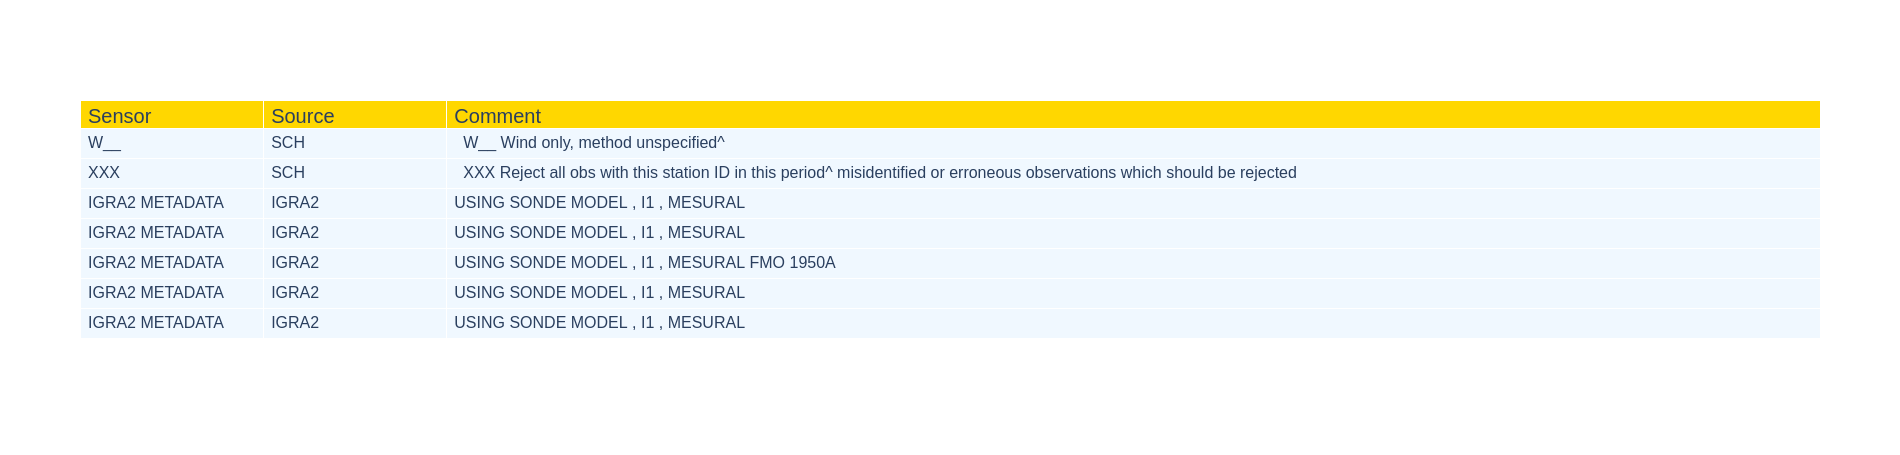 Sensor Source Comment
W__ SCH W__ Wind only, method unspecified^
XXX SCH XXX Reject all obs with this station ID in this period^ misidentified or erroneous observations which should be rejected
IGRA2 METADATA IGRA2 USING SONDE MODEL , I1 , MESURAL
IGRA2 METADATA IGRA2 USING SONDE MODEL , I1 , MESURAL
IGRA2 METADATA IGRA2 USING SONDE MODEL , I1 , MESURAL FMO 1950A
IGRA2 METADATA IGRA2 USING SONDE MODEL , I1 , MESURAL
IGRA2 METADATA IGRA2 USING SONDE MODEL , I1 , MESURAL